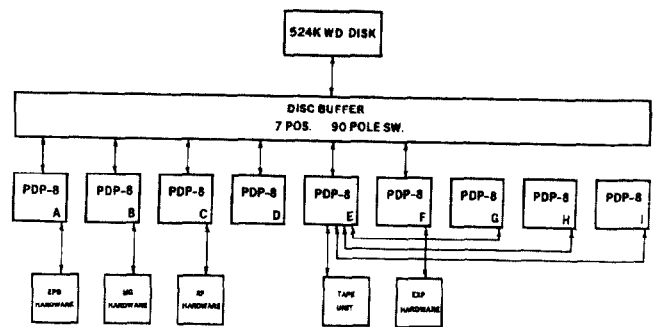 524K WD DISK
DISC BUFFER
7 POS. 90 POLE SW.
PDP-8
A
PDP-8
B
PDP-8
C
PDP-8
D
PDP-8
E
PDP-8
F
PDP-8
G
PDP-8
H
PDP-8
I
EPB
HARDWARE
MG
HARDWARE
RF
HARDWARE
TAPE
UNIT
EXP
HARDWARE